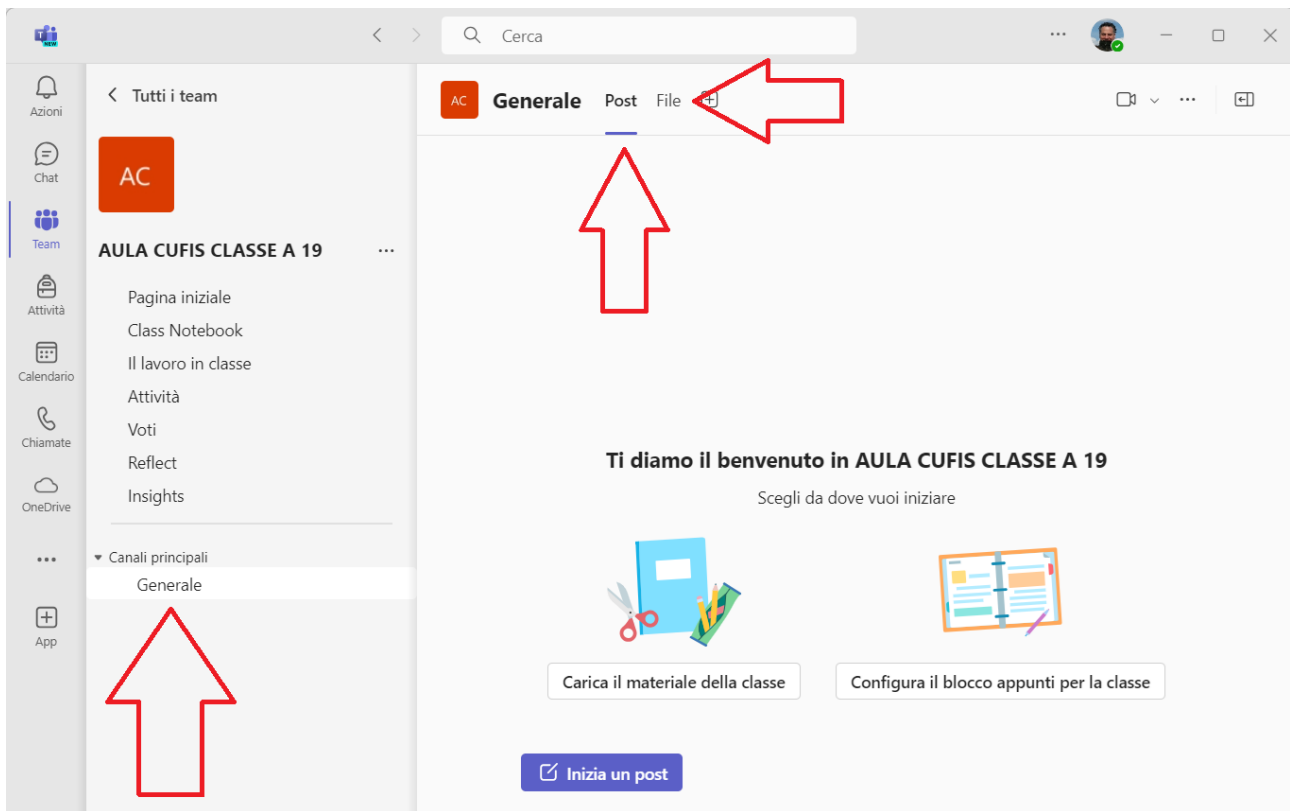 NEW
Cerca
Azioni
Chat
Team
Attività
Calendario
Chiamate
OneDrive
App
Tutti i team
AC
AULA CUFIS CLASSE A 19
Pagina iniziale
Class Notebook
Il lavoro in classe
Attività
Voti
Reflect
Insights
Canali principali
Generale
AC Generale Post File
Ti diamo il benvenuto in AULA CUFIS CLASSE A 19
Scegli da dove vuoi iniziare
Carica il materiale della classe
Configura il blocco appunti per la classe
Inizia un post